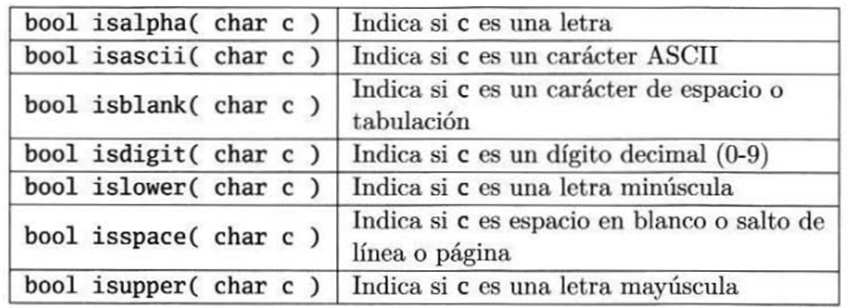 bool isalpha( char c ) Indica si c es una letra
bool isascii( char c ) Indica si c es un carácter ASCII
bool isblank( char c ) Indica si c es un carácter de espacio o
tabulación
bool isdigit( char c ) Indica si c es un dígito decimal (0-9)
bool islower( char c ) Indica si c es una letra minúscula
bool isspace( char c ) Indica si c es espacio en blanco o salto de
línea o página
bool isupper( char c ) Indica si c es una letra mayúscula